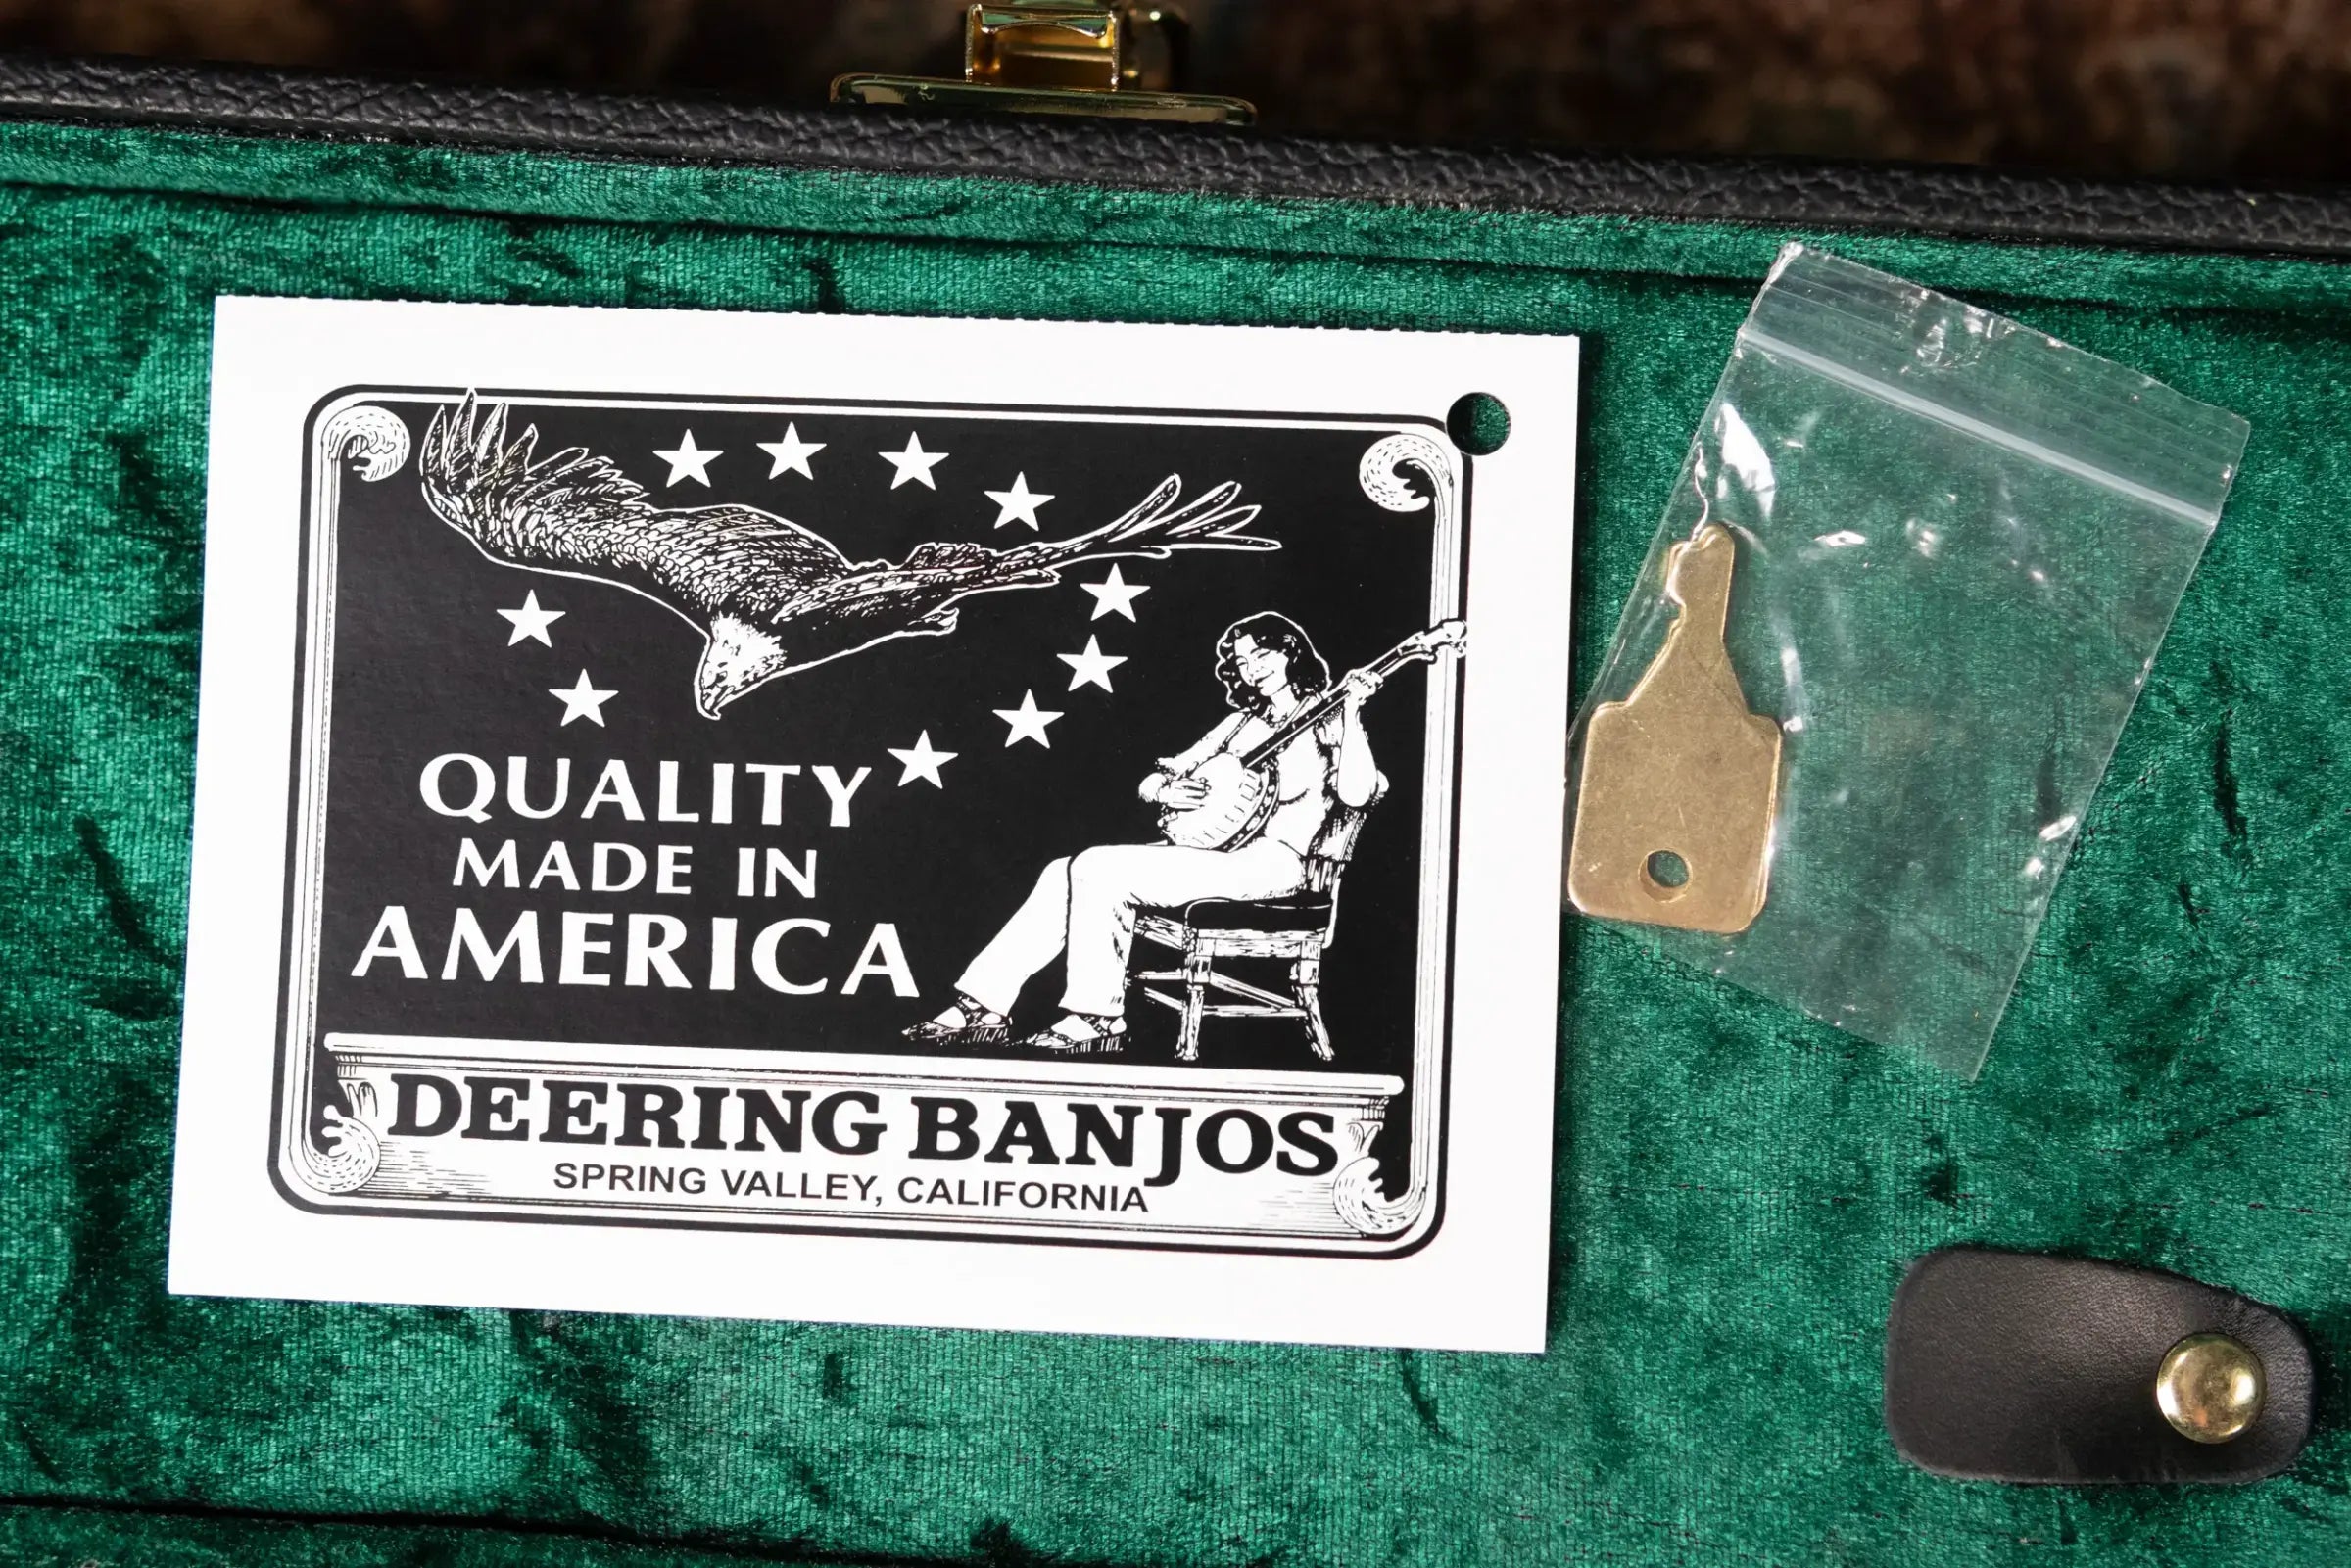 QUALITY
MADE IN
AMERICA
DEERING BANJOS
SPRING VALLEY, CALIFORNIA